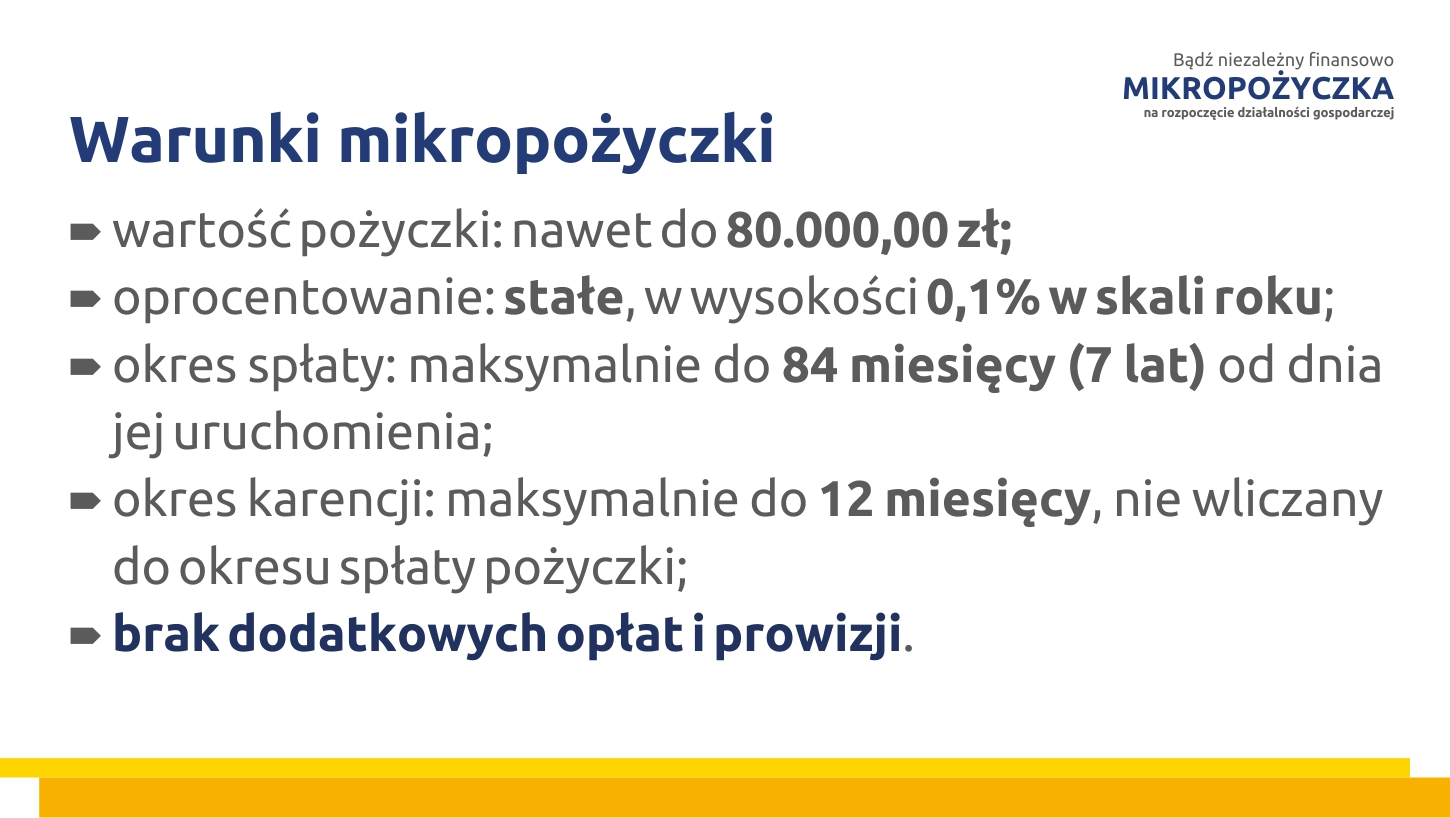 Bądź niezależny finansowo
MIKROPOŻYCZKA
na rozpoczęcie działalności gospodarczej
Warunki mikropożyczki
wartość pożyczki: nawet do 80.000,00 zł;
oprocentowanie: stałe, w wysokości 0,1% w skali roku;
okres spłaty: maksymalnie do 84 miesięcy (7 lat) od dnia
jej uruchomienia;
okres karencji: maksymalnie do 12 miesięcy, nie wliczany
do okresu spłaty pożyczki;
brak dodatkowych opłat i prowizji.